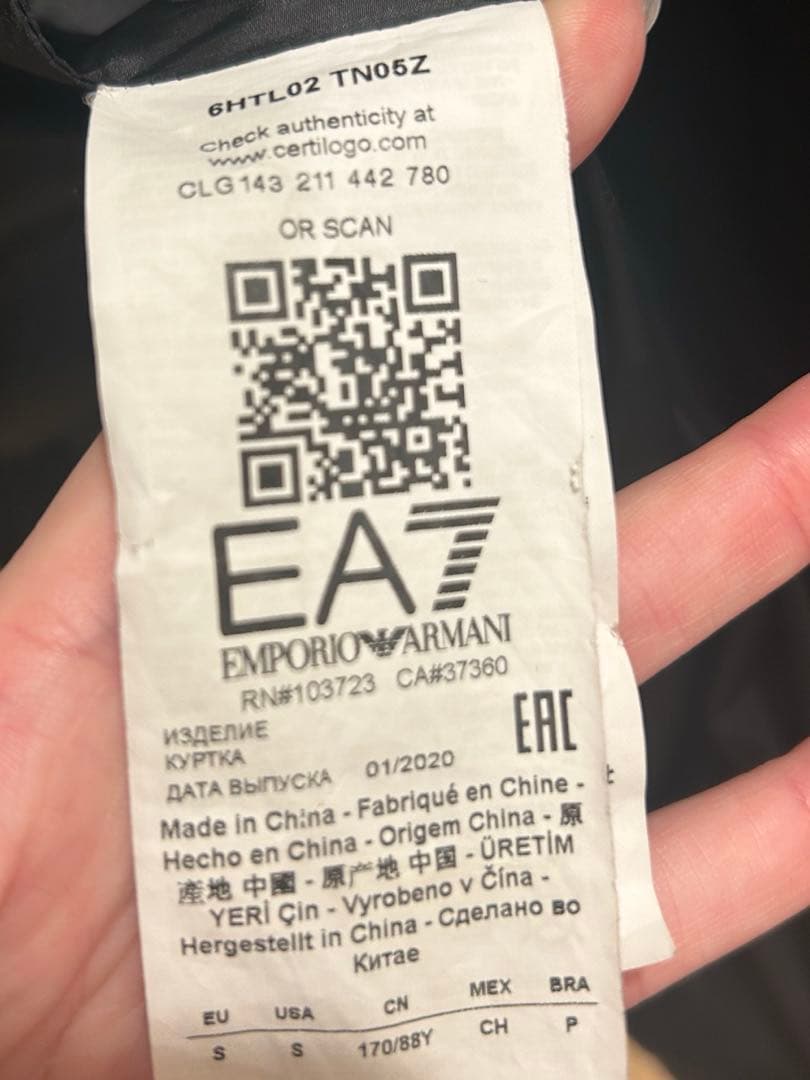 6HTL02 TN05Z
Check authenticity at
www.certilogo.com
CLG 143 211 442 780
OR SCAN
EA7
EMPORIO ARMANI
RN#103723 CA#37360
EAC
ИЗДЕЛИЕ
КУРТКА
ДАТА ВЫПУСКА 01/2020
Made in China - Fabriqué en Chine -
Hecho en China - Origem China - 原
產地 中國 - 原产地 中国 - ÜRETİM
YERİ Çin - Vyrobeno v Čína -
Hergestellt in China - Сделано во
Китае
EU USA CN MEX BRA
S S 170/88Y CH P